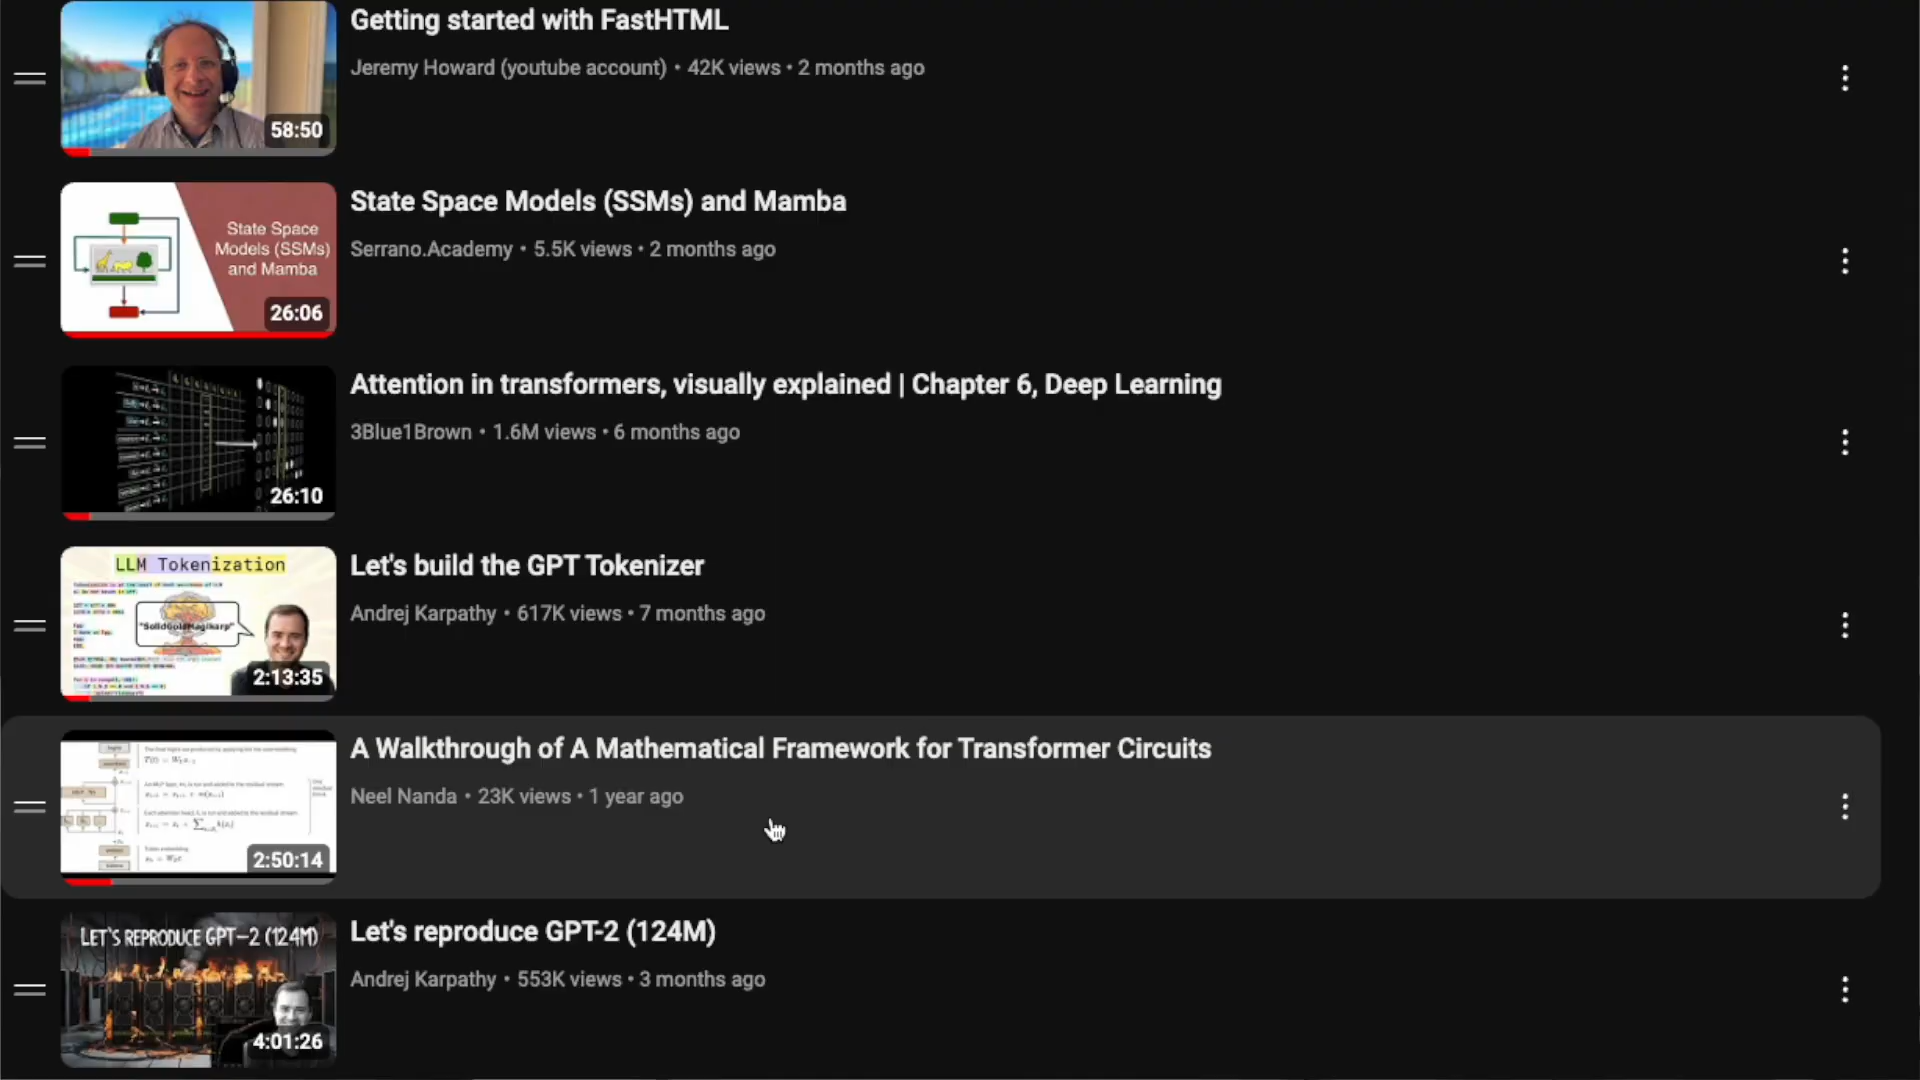 Getting started with FastHTML
Jeremy Howard (youtube account) • 42K views • 2 months ago
58:50
State Space Models (SSMs) and Mamba
Serrano.Academy • 5.5K views • 2 months ago
State Space
Models (SSMs)
and Mamba
26:06
Attention in transformers, visually explained | Chapter 6, Deep Learning
3Blue1Brown • 1.6M views • 6 months ago
26:10
Let's build the GPT Tokenizer
Andrej Karpathy • 617K views • 7 months ago
LLM Tokenization
"SolidGoldMagikarp"
2:13:35
A Walkthrough of A Mathematical Framework for Transformer Circuits
Neel Nanda • 23K views • 1 year ago
2:50:14
Let's reproduce GPT-2 (124M)
Andrej Karpathy • 553K views • 3 months ago
LET'S REPRODUCE GPT-2 (124M)
4:01:26